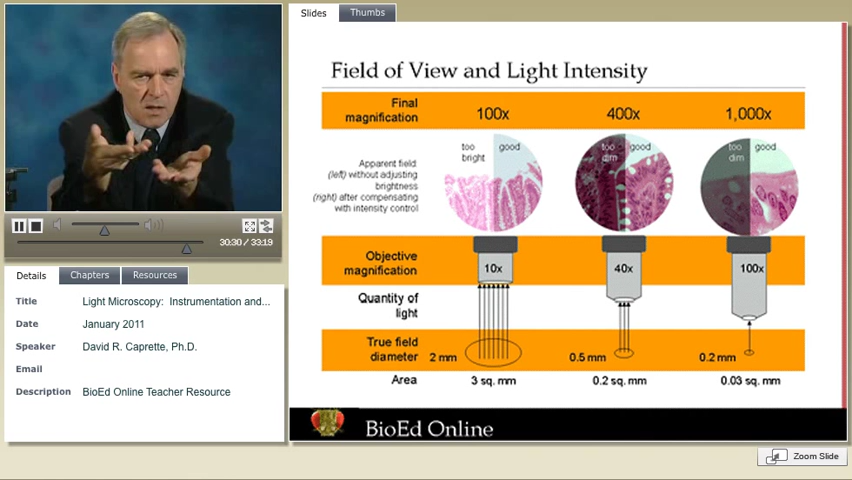 Slides
Thumbs
Field of View and Light Intensity
Final
magnification
100x
400x
1,000x
too
bright
good
too
dim
good
too
dim
good
Apparent field:
(left) without adjusting
brightness
(right) after compensating
with intensity control
30:30 / 33:19
Objective
magnification
10x
40x
100x
Quantity of
light
True field
diameter
2 mm
0.5 mm
0.2 mm
Area
3 sq. mm
0.2 sq. mm
0.03 sq. mm
Details
Chapters
Resources
Title
Light Microscopy: Instrumentation and...
Date
January 2011
Speaker
David R. Caprette, Ph.D.
Email
Description
BioEd Online Teacher Resource
BioEd Online
Zoom Slide